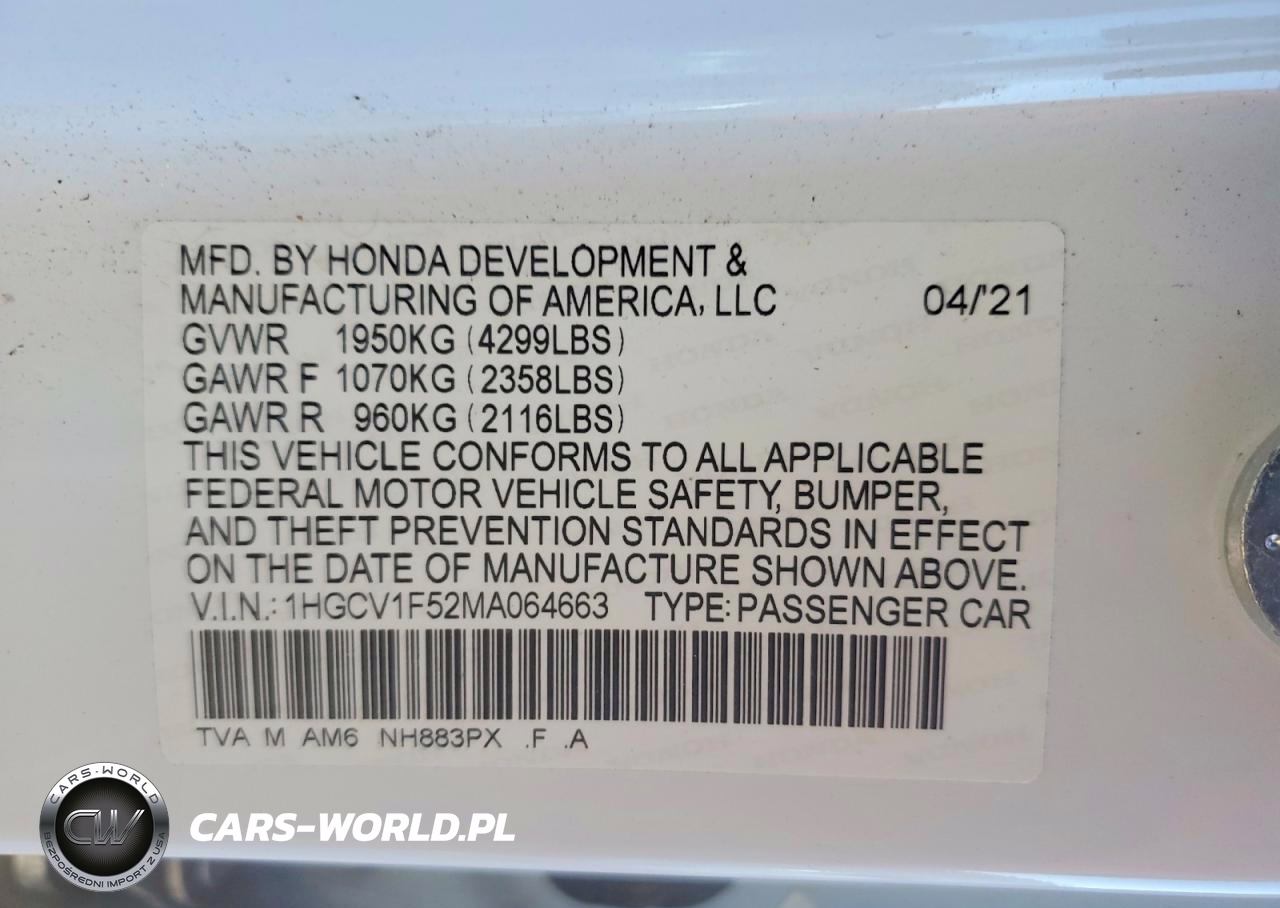 MFD. BY HONDA DEVELOPMENT &
MANUFACTURING OF AMERICA, LLC 04/'21
GVWR 1950KG (4299LBS)
GAWR F 1070KG (2358LBS)
GAWR R 960KG (2116LBS)
THIS VEHICLE CONFORMS TO ALL APPLICABLE
FEDERAL MOTOR VEHICLE SAFETY, BUMPER,
AND THEFT PREVENTION STANDARDS IN EFFECT
ON THE DATE OF MANUFACTURE SHOWN ABOVE.
V.I.N.: 1HGCV1F52MA064663 TYPE: PASSENGER CAR
TVA M AM6 NH883PX .F .A
CARS-WORLD
CW
BEZPOŚREDNI IMPORT Z USA
CARS-WORLD.PL